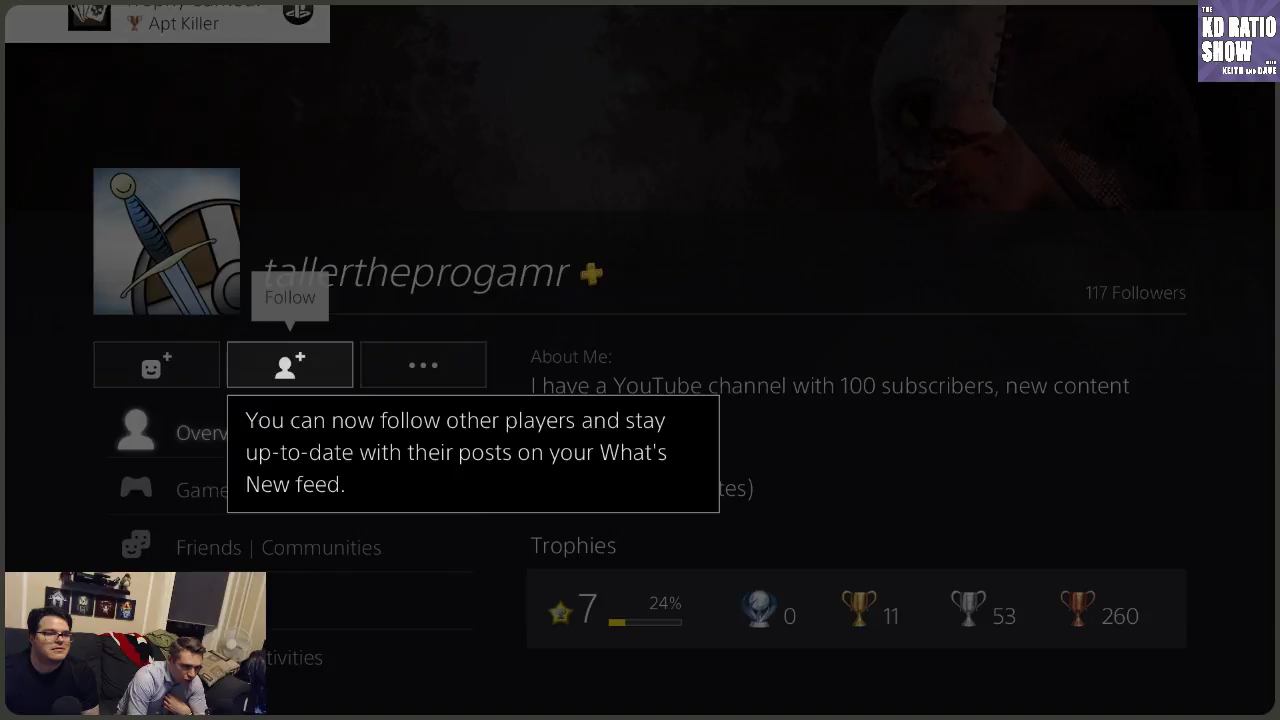 Apt Killer
THE
KD RATIO
SHOW
WITH
KEITH AND DAVE
tallertheprogamr
Follow
117 Followers
About Me:
I have a YouTube channel with 100 subscribers, new content
You can now follow other players and stay
up-to-date with their posts on your What's
New feed.
Overv
Game
tes)
Friends | Communities
Trophies
7
24%
0
11
53
260
tivities